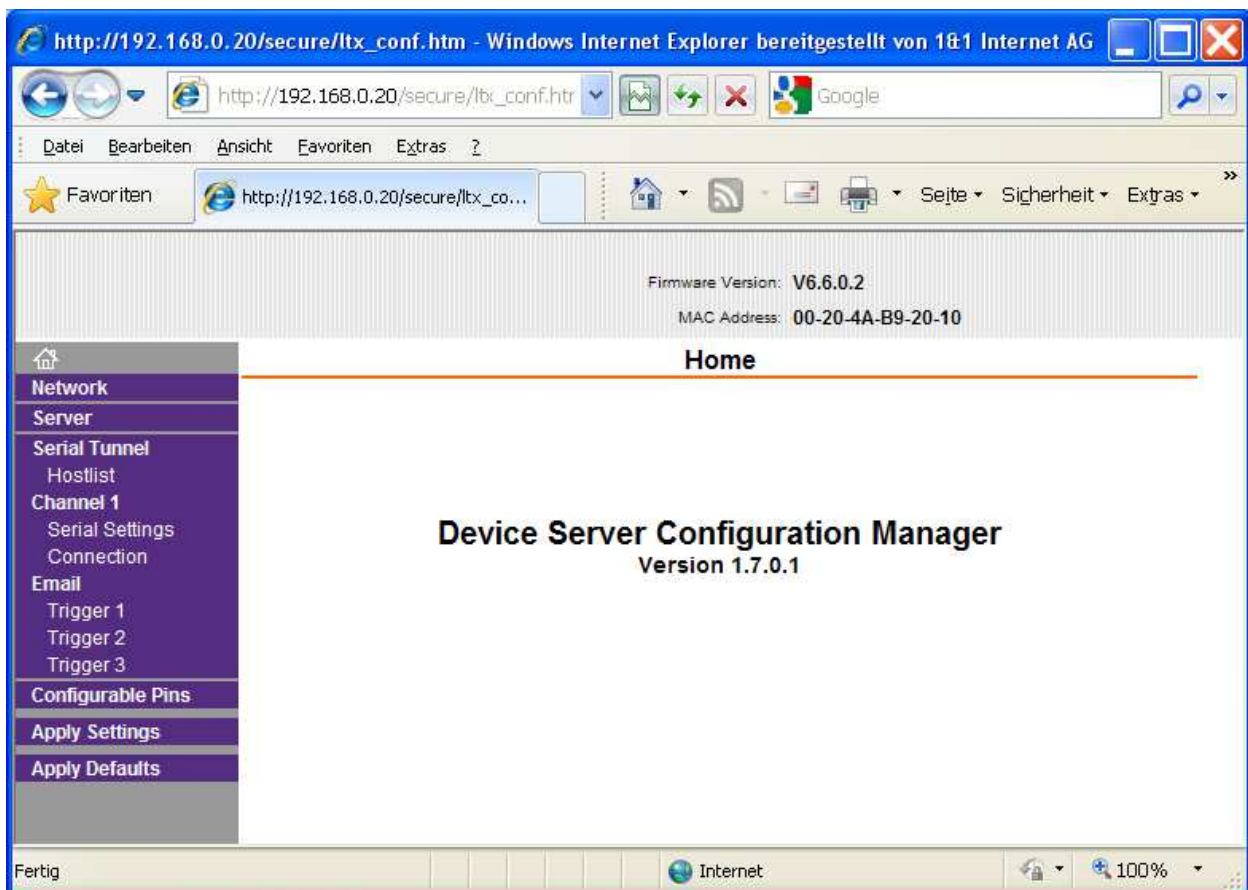 http://192.168.0.20/secure/ltx_conf.htm - Windows Internet Explorer bereitgestellt von 1&1 Internet AG
http://192.168.0.20/secure/ltx_conf.htr
Google
Datei Bearbeiten Ansicht Favoriten Extras ?
Favoriten http://192.168.0.20/secure/ltx_co... Seite Sicherheit Extras »
Firmware Version: V6.6.0.2
MAC Address: 00-20-4A-B9-20-10
Home
Network
Server
Serial Tunnel
Hostlist
Channel 1
Serial Settings
Connection
Email
Trigger 1
Trigger 2
Trigger 3
Configurable Pins
Apply Settings
Apply Defaults
Device Server Configuration Manager
Version 1.7.0.1
Fertig Internet 100%